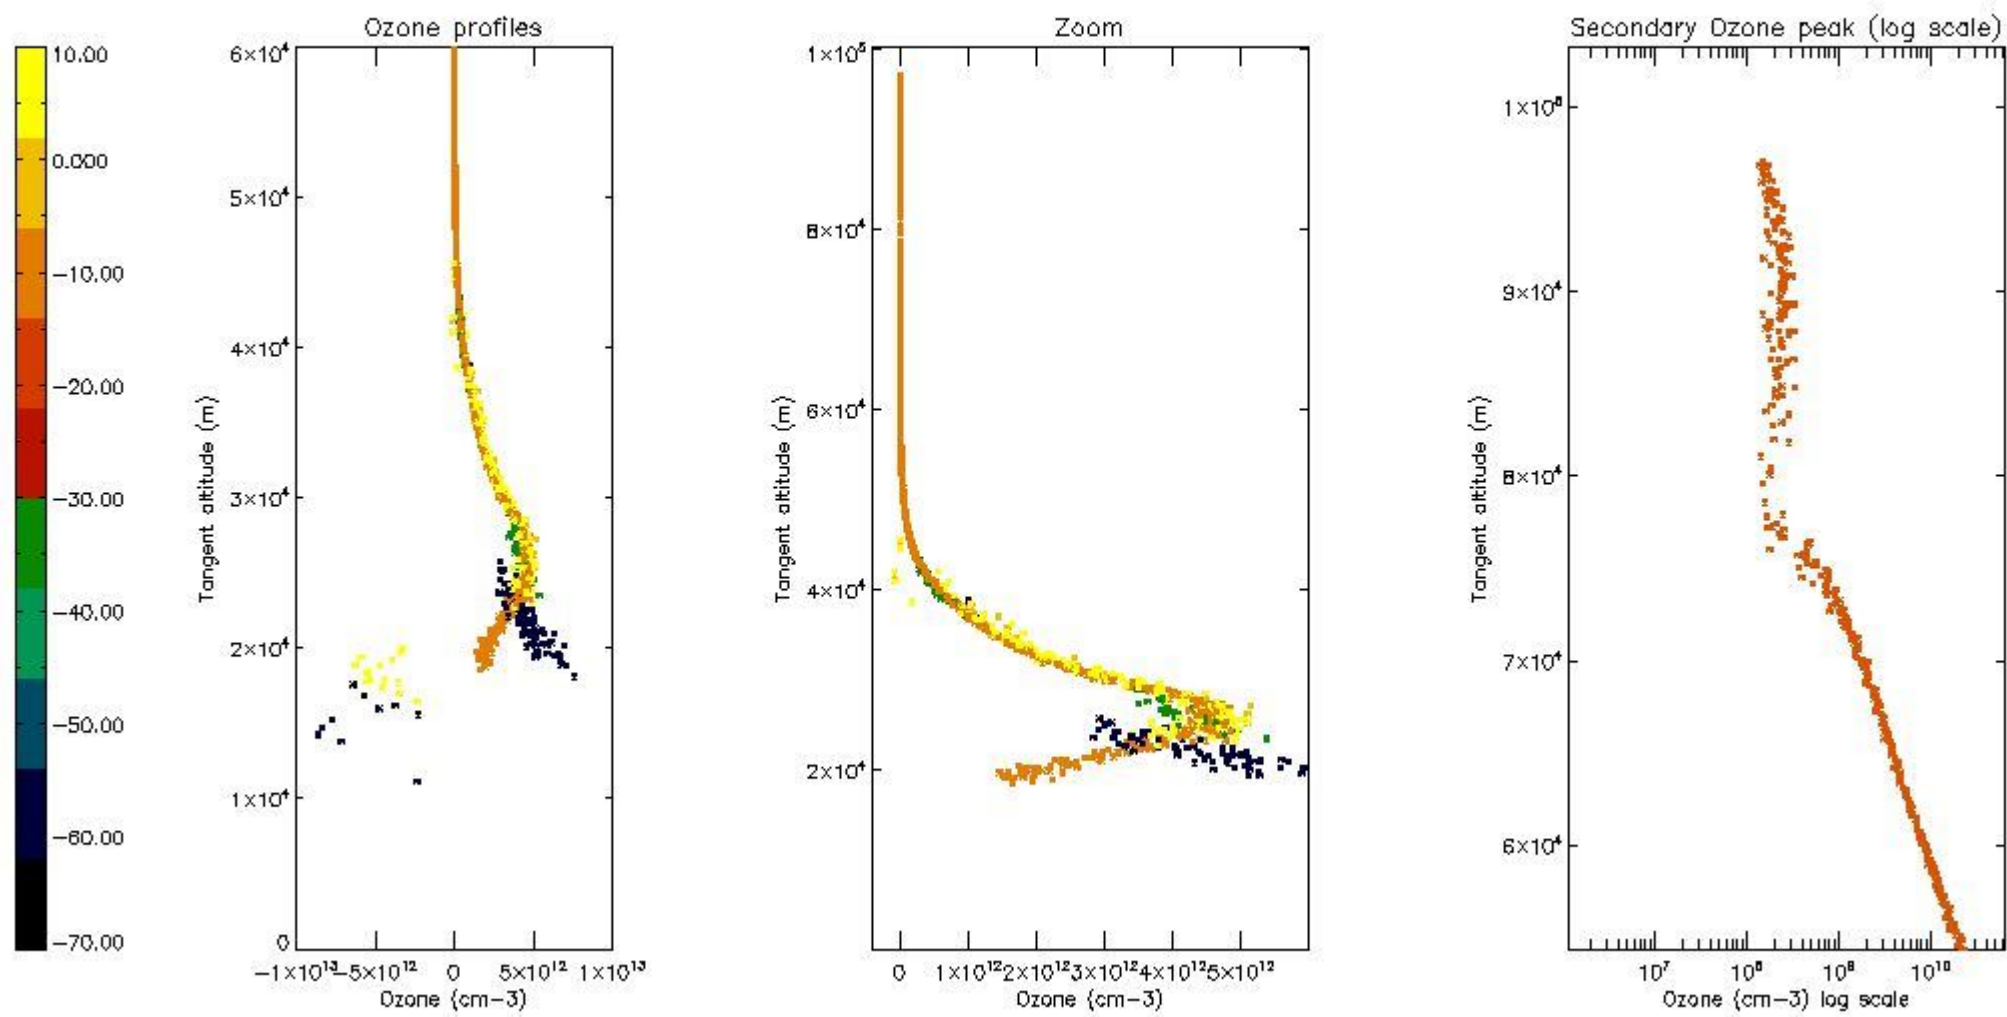 Ozone profiles
Zoom
Secondary Ozone peak (log scale)
10.00
0.000
−10.00
−20.00
−30.00
−40.00
−50.00
−60.00
−70.00
Tangent altitude (m)
6×10⁴
5×10⁴
4×10⁴
3×10⁴
2×10⁴
1×10⁴
0
−1×10¹³ −5×10¹² 0 5×10¹² 1×10¹³
Ozone (cm−3)
Tangent altitude (m)
1×10⁵
8×10⁴
6×10⁴
4×10⁴
2×10⁴
0 1×10¹² 2×10¹² 3×10¹² 4×10¹² 5×10¹²
Ozone (cm−3)
Tangent altitude (m)
1×10⁵
9×10⁴
8×10⁴
7×10⁴
6×10⁴
10⁷ 10⁸ 10⁹ 10¹⁰
Ozone (cm−3) log scale